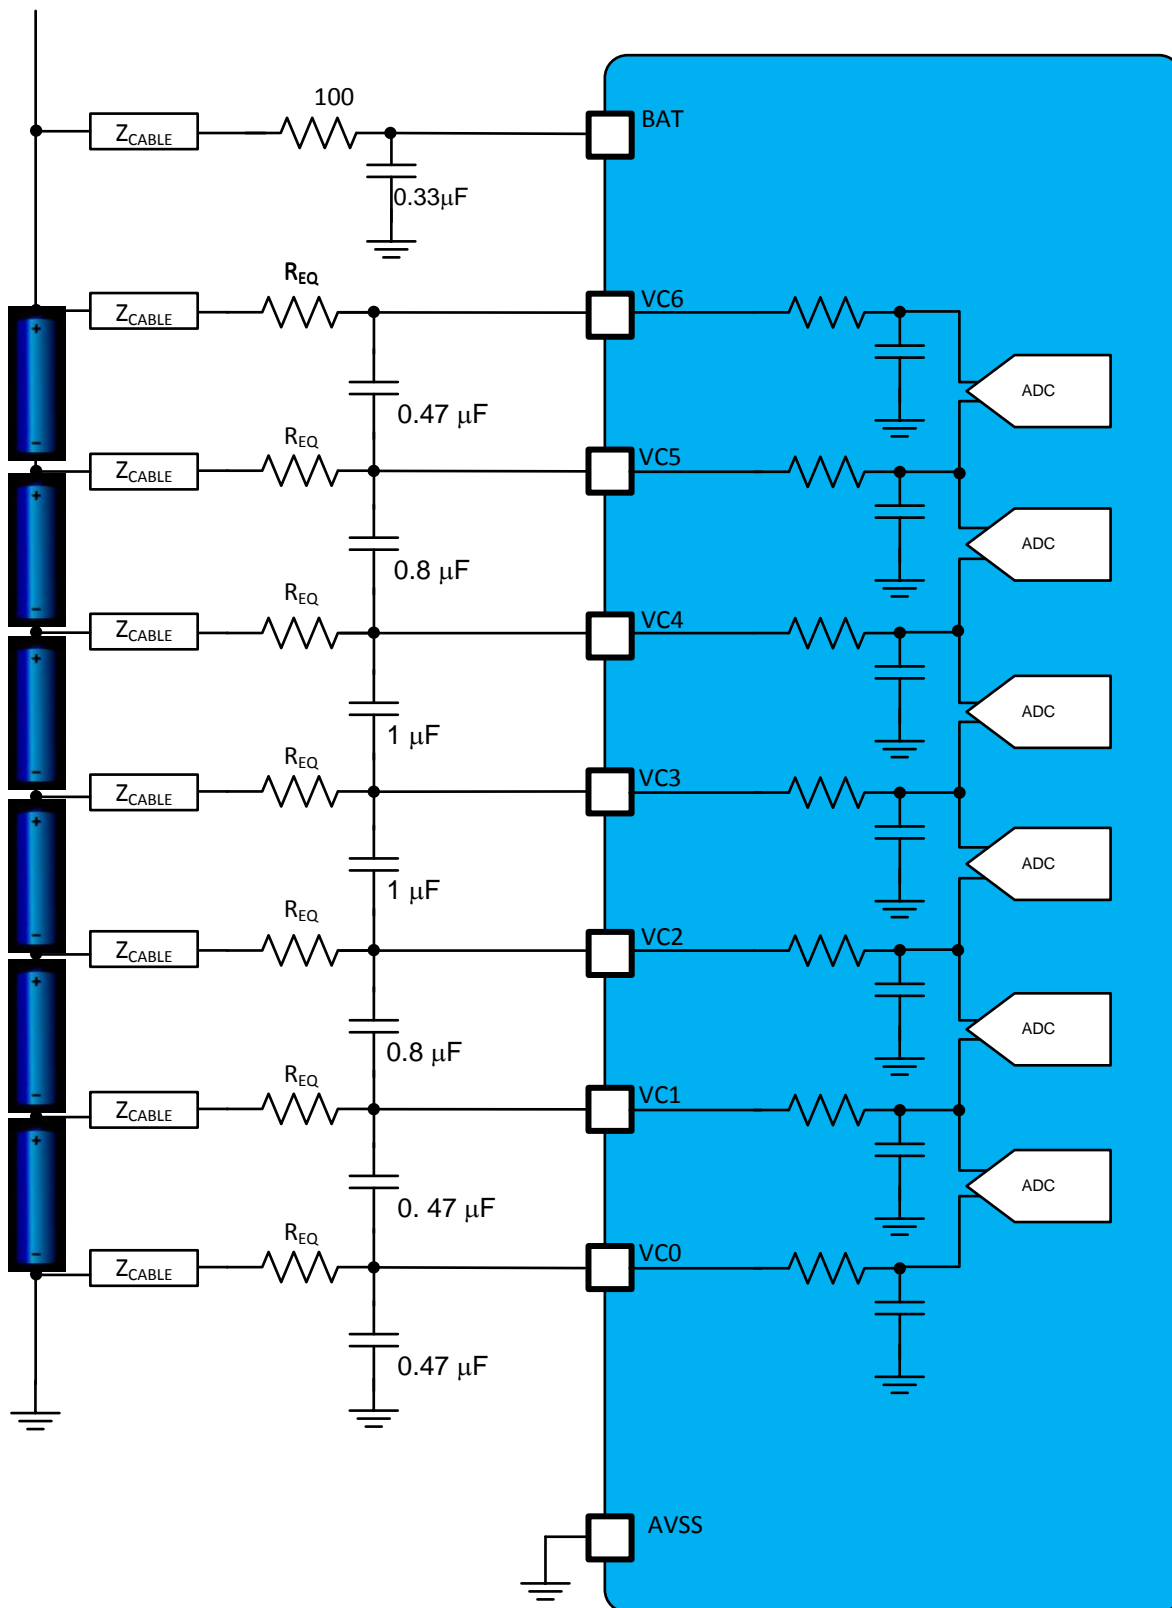 100
BAT
Z_CABLE
0.33μF
R_EQ
VC6
Z_CABLE
+
ADC
0.47 μF
−
R_EQ
VC5
Z_CABLE
+
ADC
0.8 μF
R_EQ
−
VC4
Z_CABLE
+
ADC
1 μF
R_EQ
−
VC3
Z_CABLE
+
ADC
1 μF
R_EQ
−
VC2
Z_CABLE
+
ADC
0.8 μF
R_EQ
−
VC1
Z_CABLE
+
ADC
0. 47 μF
R_EQ
−
VC0
Z_CABLE
0.47 μF
AVSS